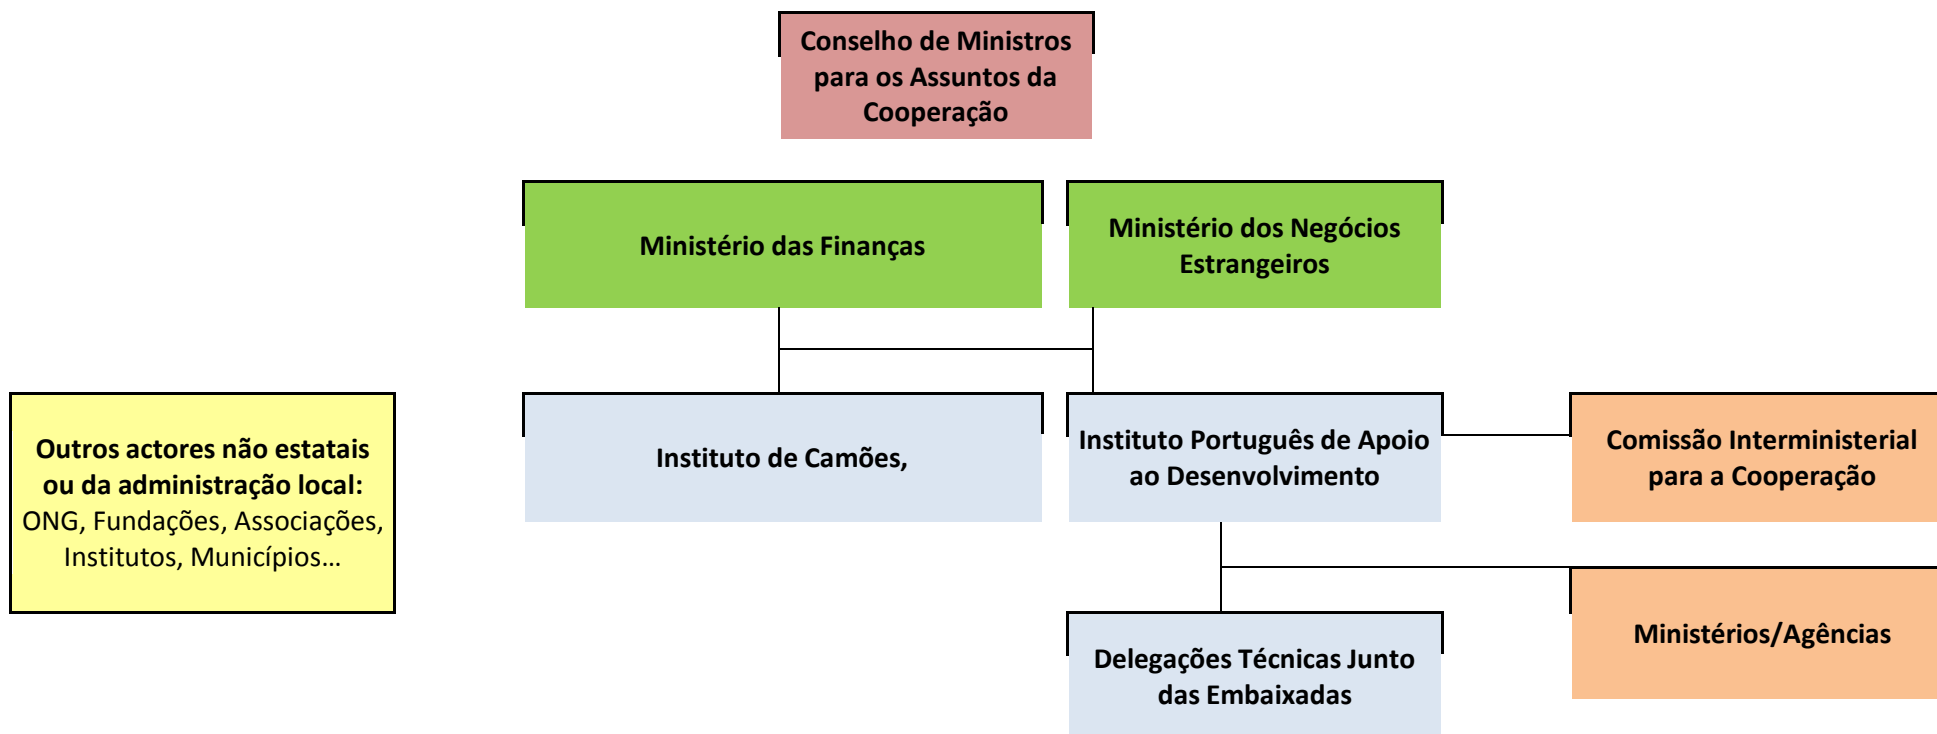 Conselho de Ministros
para os Assuntos da
Cooperação
Ministério das Finanças
Ministério dos Negócios
Estrangeiros
Outros actores não estatais
ou da administração local:
ONG, Fundações, Associações,
Institutos, Municípios…
Instituto de Camões,
Instituto Português de Apoio
ao Desenvolvimento
Comissão Interministerial
para a Cooperação
Ministérios/Agências
Delegações Técnicas Junto
das Embaixadas